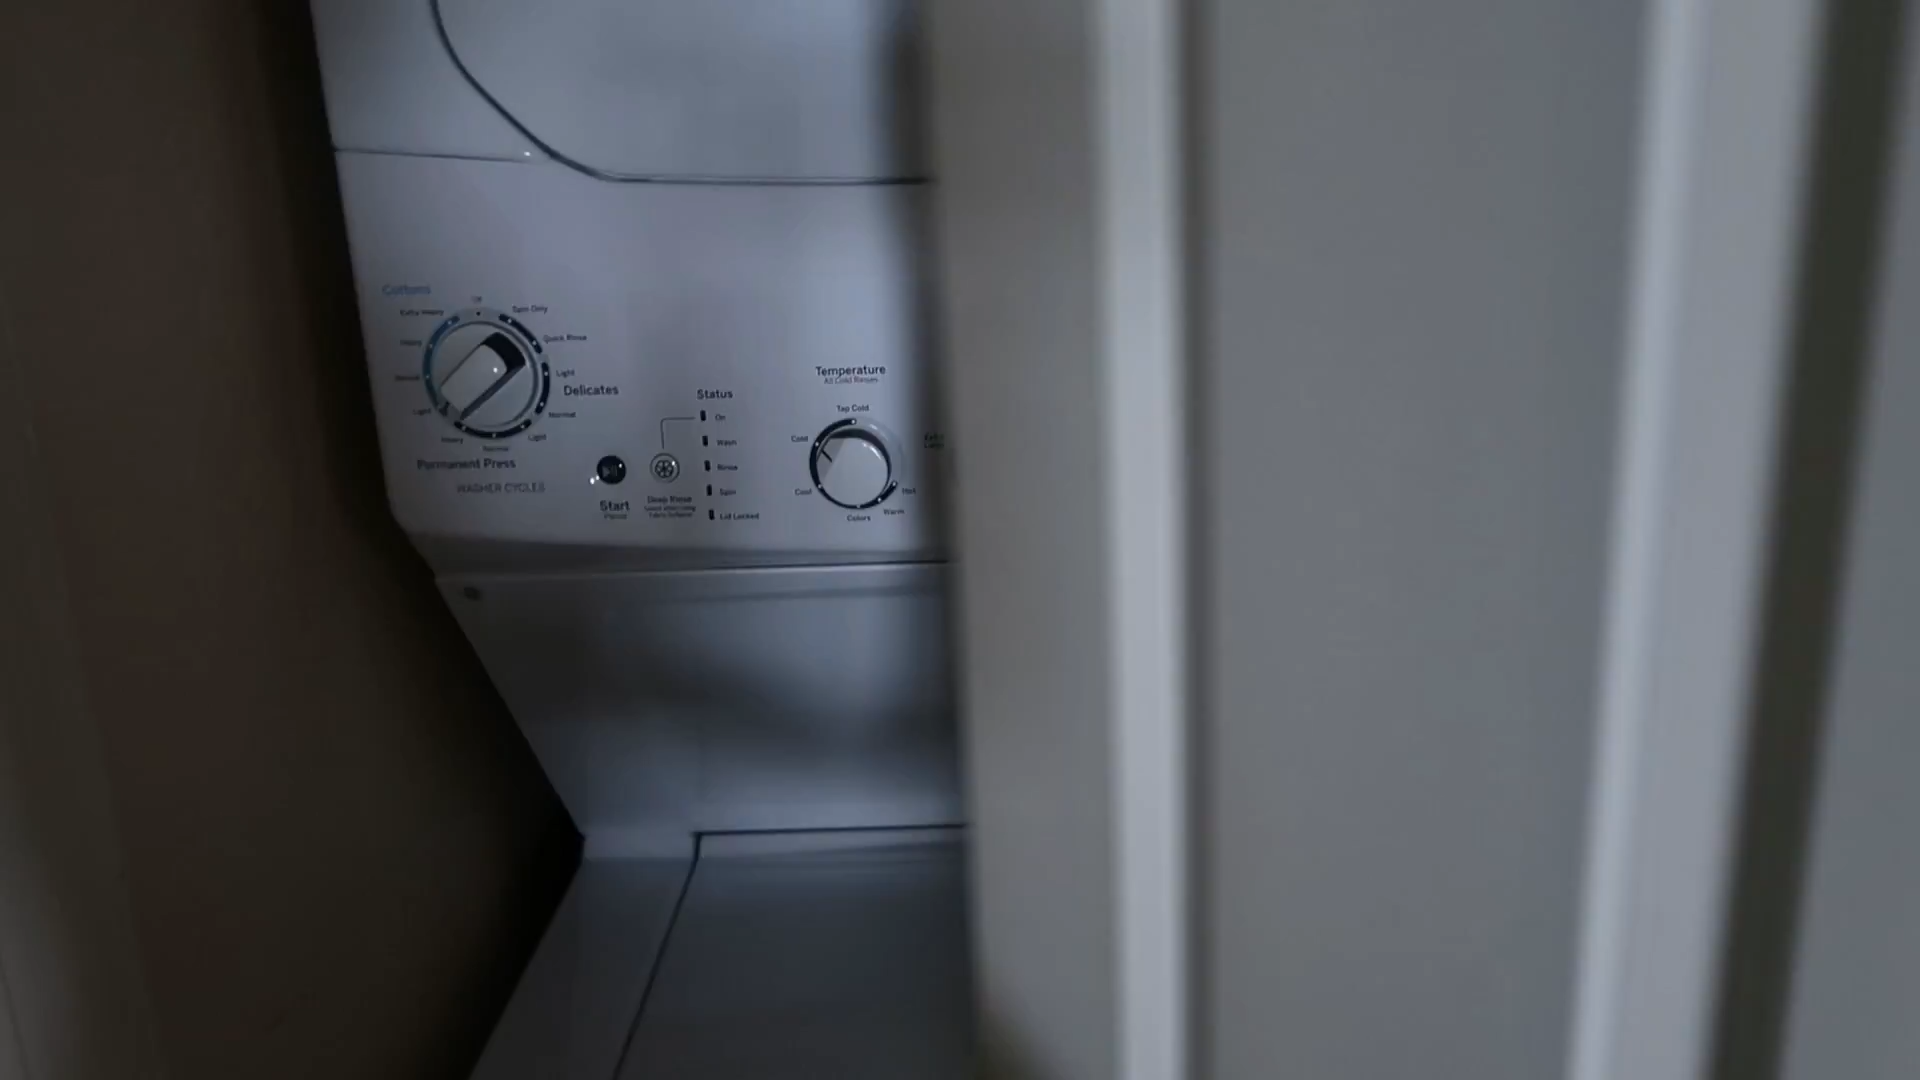 Cottons
Off
Spin Only
Extra Heavy
Quick Rinse
Heavy
Light
Normal
Delicates
Light
Normal
Heavy
Light
Normal
Permanent Press
WASHER CYCLES
Start
Pause
Deep Rinse
Status
On
Wash
Rinse
Spin
Lid Locked
Temperature
All Cold Rinses
Tap Cold
Cold
Cool
Hot
Warm
Colors
Extra
Large